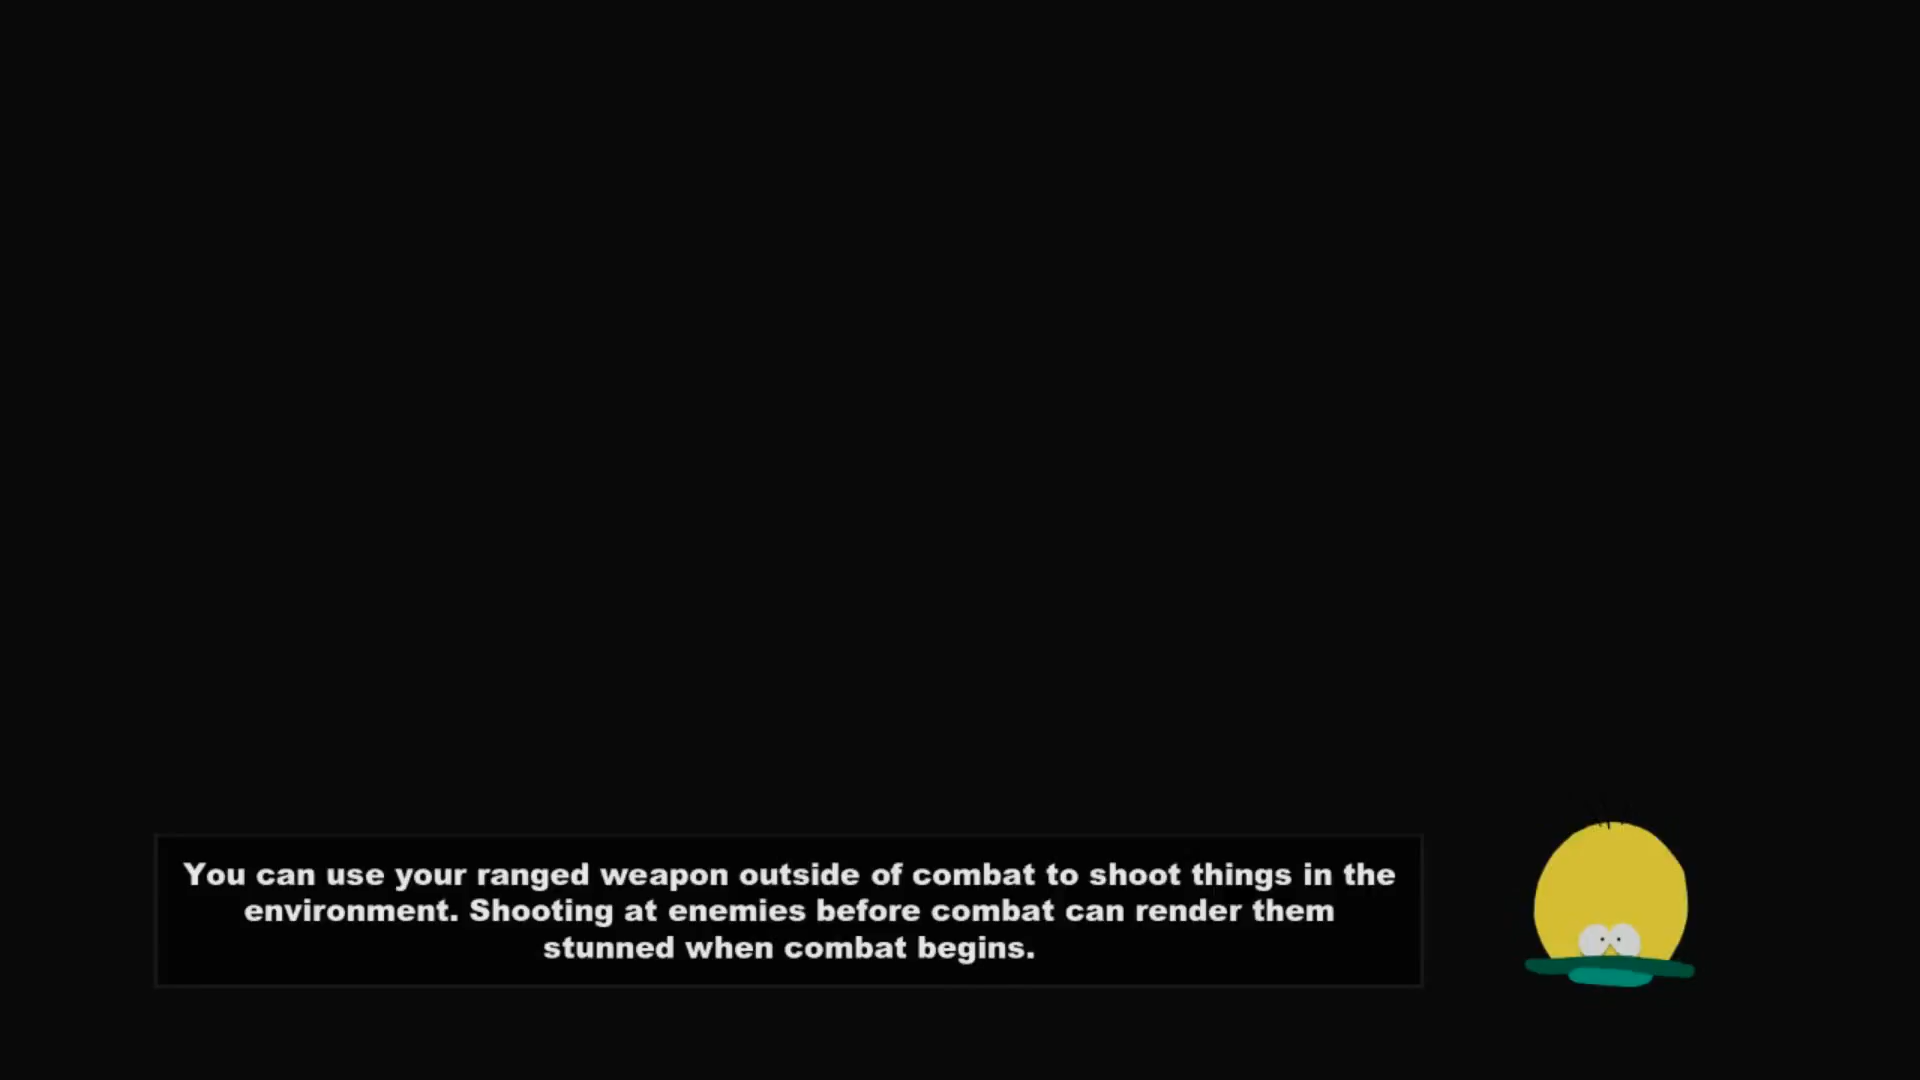 You can use your ranged weapon outside of combat to shoot things in the
environment. Shooting at enemies before combat can render them
stunned when combat begins.